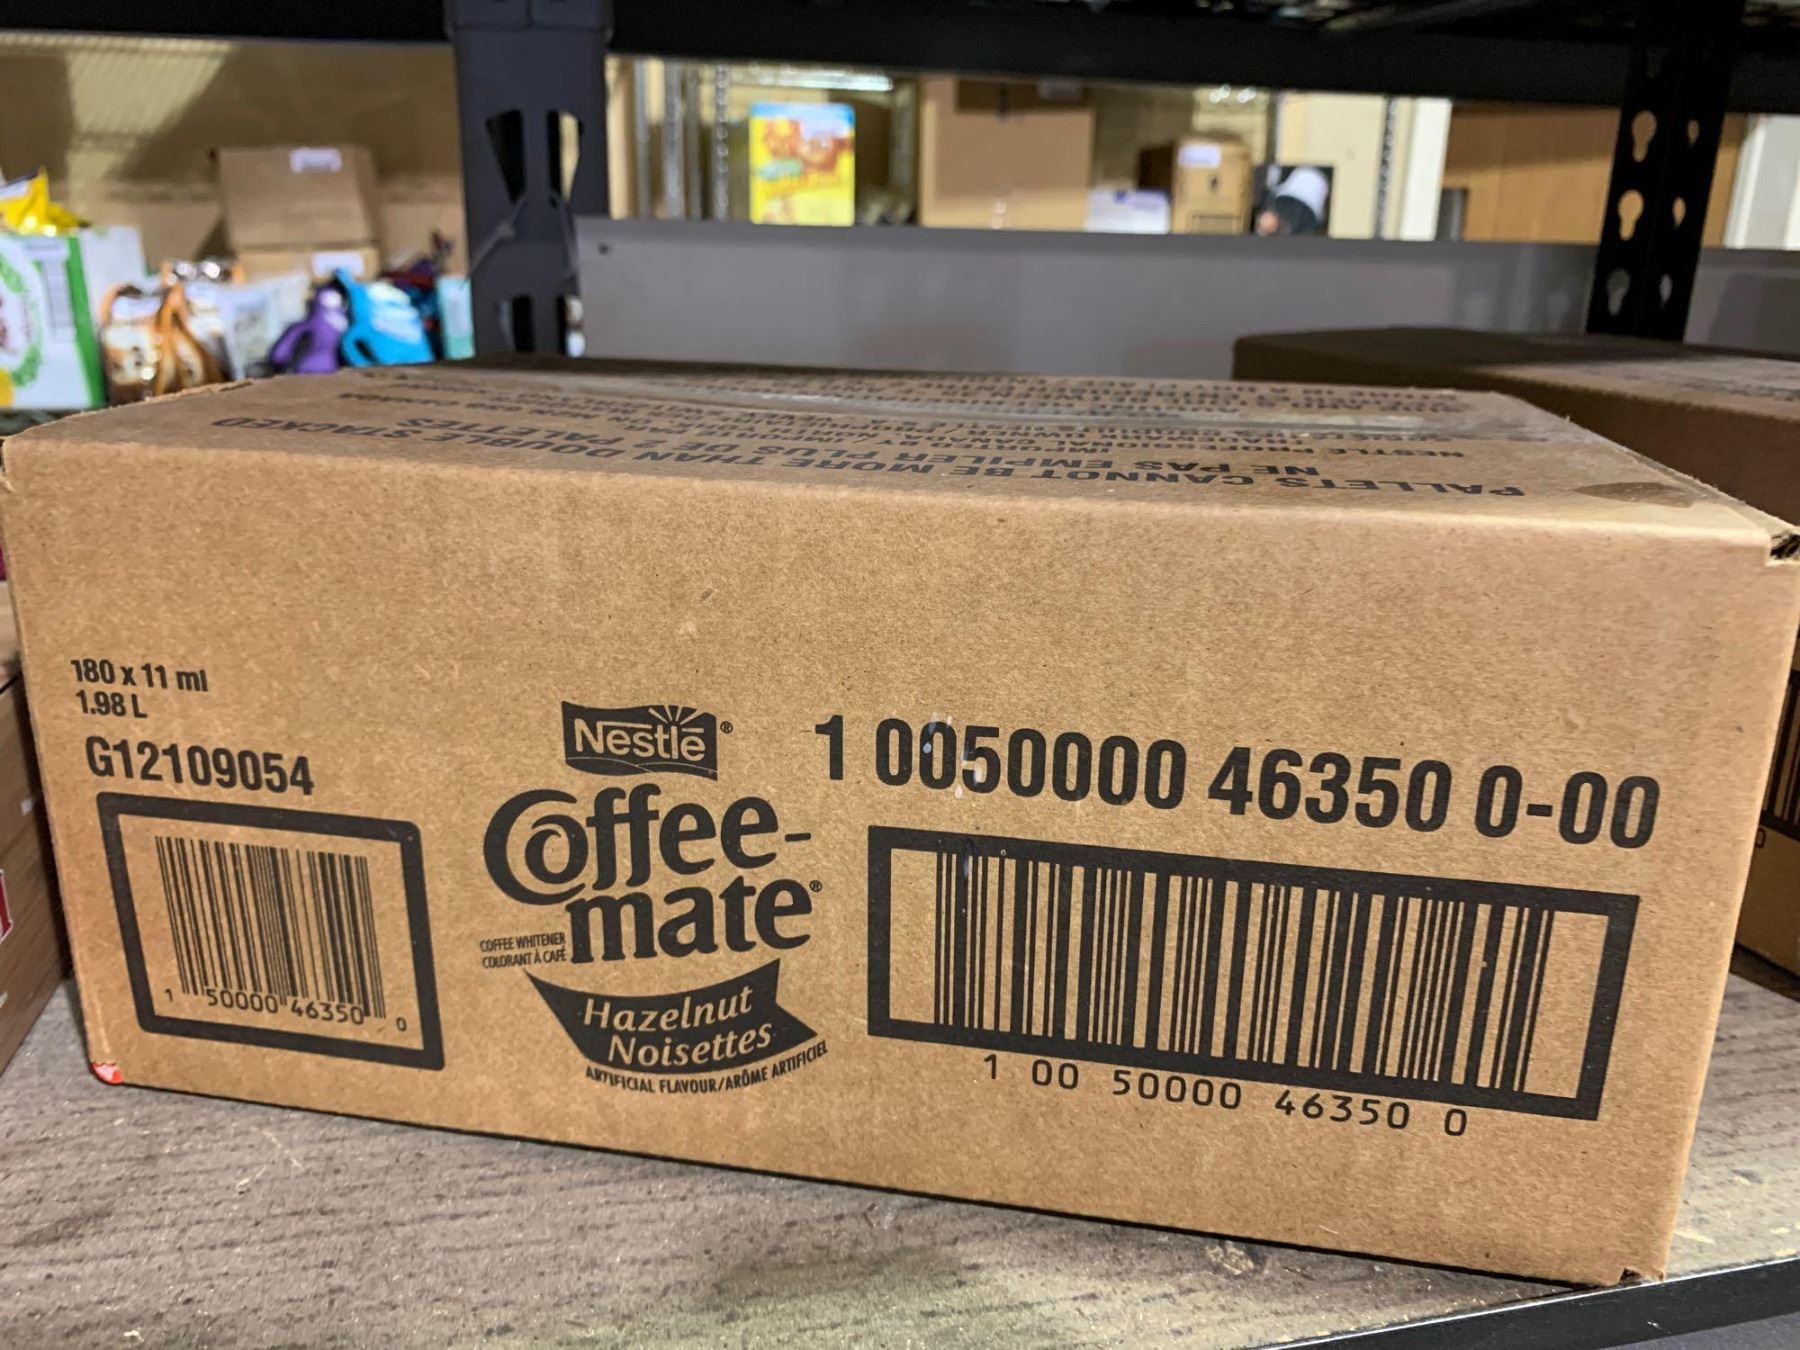 PALLETS CANNOT BE MORE THAN DOUBLE STACKED
NE PAS EMPILER PLUS DE 2 PALETTES
180 x 11 ml
1.98 L
G12109054
1 50000 46350 0
Nestlé®
Coffee-
mate®
COFFEE WHITENER
COLORANT À CAFÉ
Hazelnut
Noisettes
ARTIFICIAL FLAVOUR/ARÔME ARTIFICIEL
1 0050000 46350 0-00
1 00 50000 46350 0